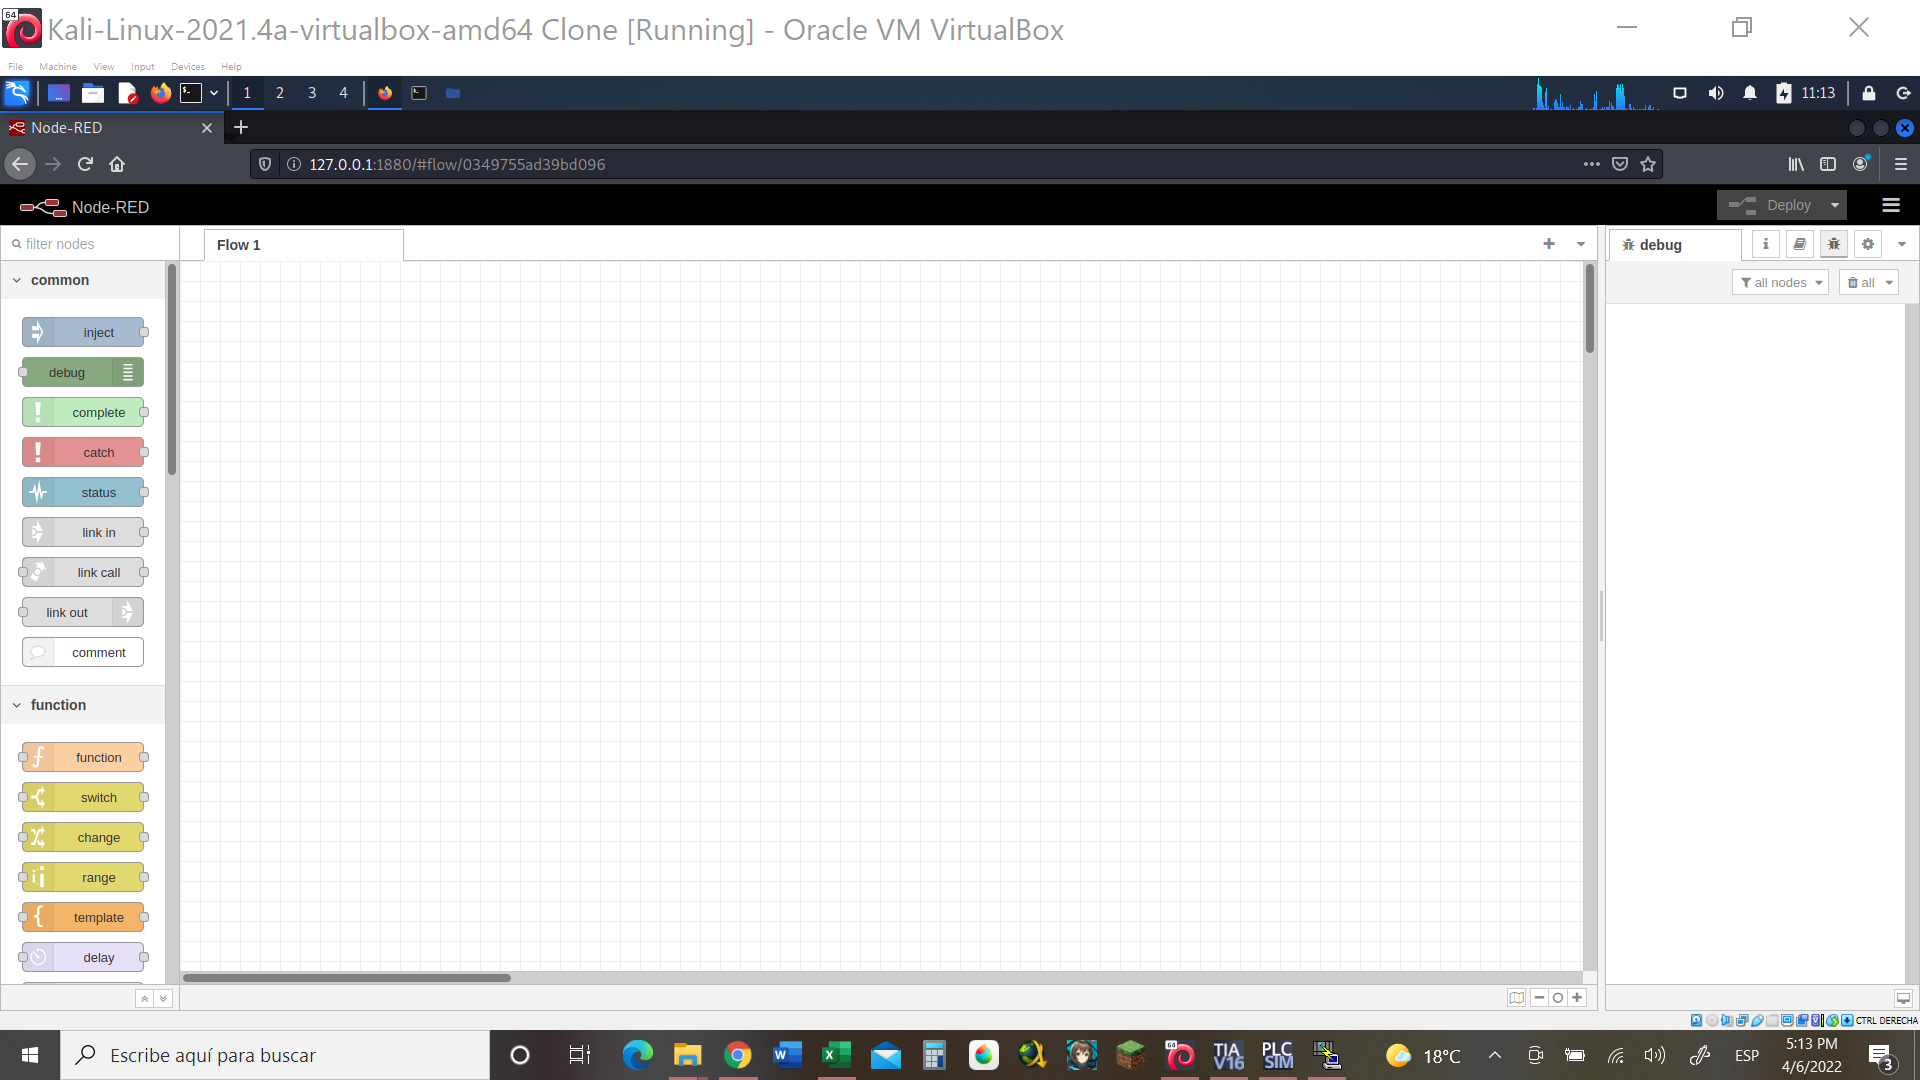 Kali-Linux-2021.4a-virtualbox-amd64 Clone [Running] - Oracle VM VirtualBox
File Machine View Input Devices Help
1 2 3 4 11:13
Node-RED
127.0.0.1:1880/#flow/0349755ad39bd096
Node-RED Deploy
filter nodes
Flow 1
debug
common
all nodes all
inject
debug
complete
catch
status
link in
link call
link out
comment
function
function
switch
change
range
template
delay
CTRL DERECHA
Escribe aquí para buscar
64
TIA V16
PLC SIM
18°C
ESP
5:13 PM
4/6/2022
3